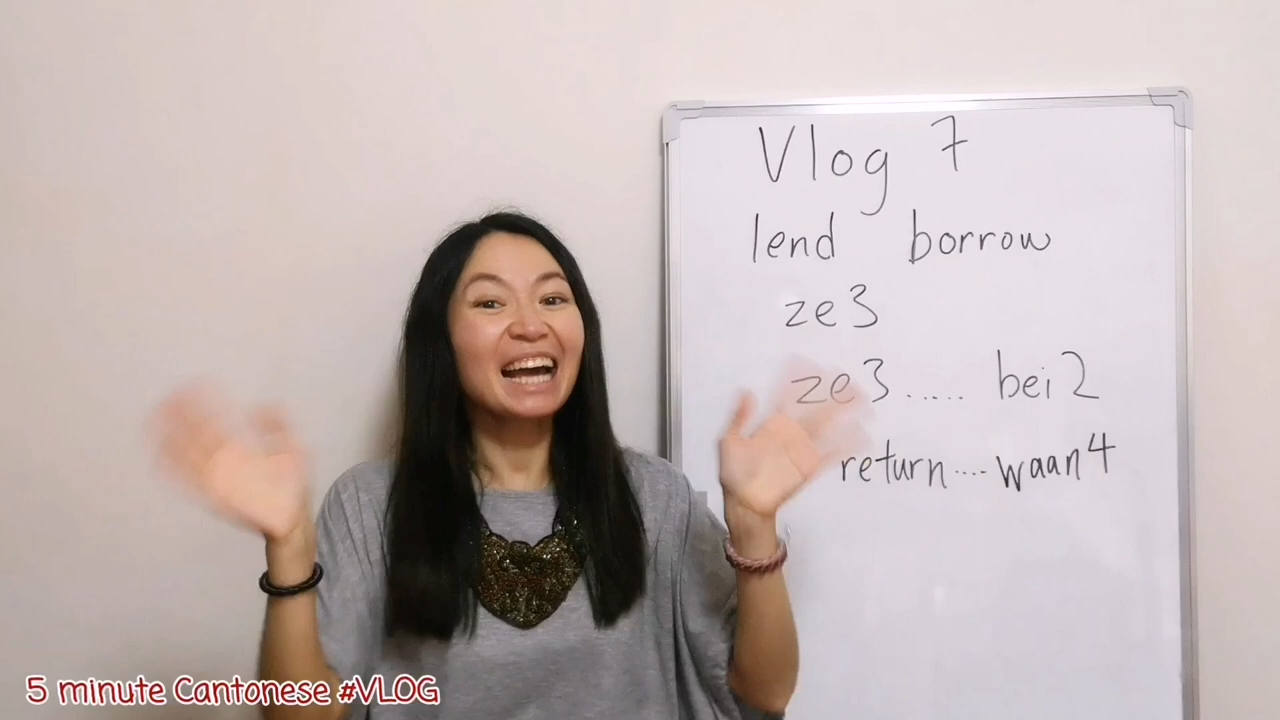 Vlog 7
lend borrow
ze3
ze3..... bei2
return....waan4
5 minute Cantonese #VLOG